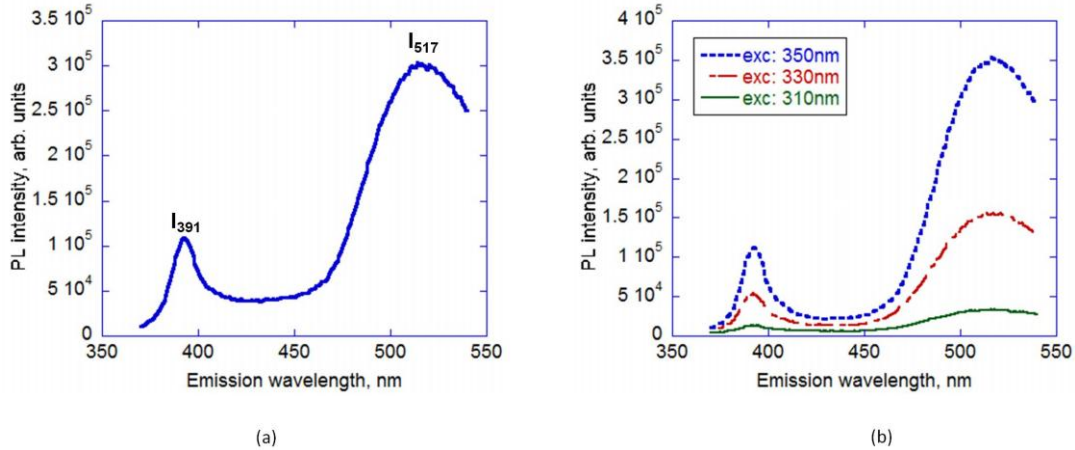 3.5 10⁵
3 10⁵
2.5 10⁵
2 10⁵
1.5 10⁵
1 10⁵
5 10⁴
0
PL intensity, arb. units
I₃₉₁
I₅₁₇
350 400 450 500 550
Emission wavelength, nm
(a)
4 10⁵
3.5 10⁵
3 10⁵
2.5 10⁵
2 10⁵
1.5 10⁵
1 10⁵
5 10⁴
0
PL intensity, arb. units
exc: 350nm
exc: 330nm
exc: 310nm
350 400 450 500 550
Emission wavelength, nm
(b)